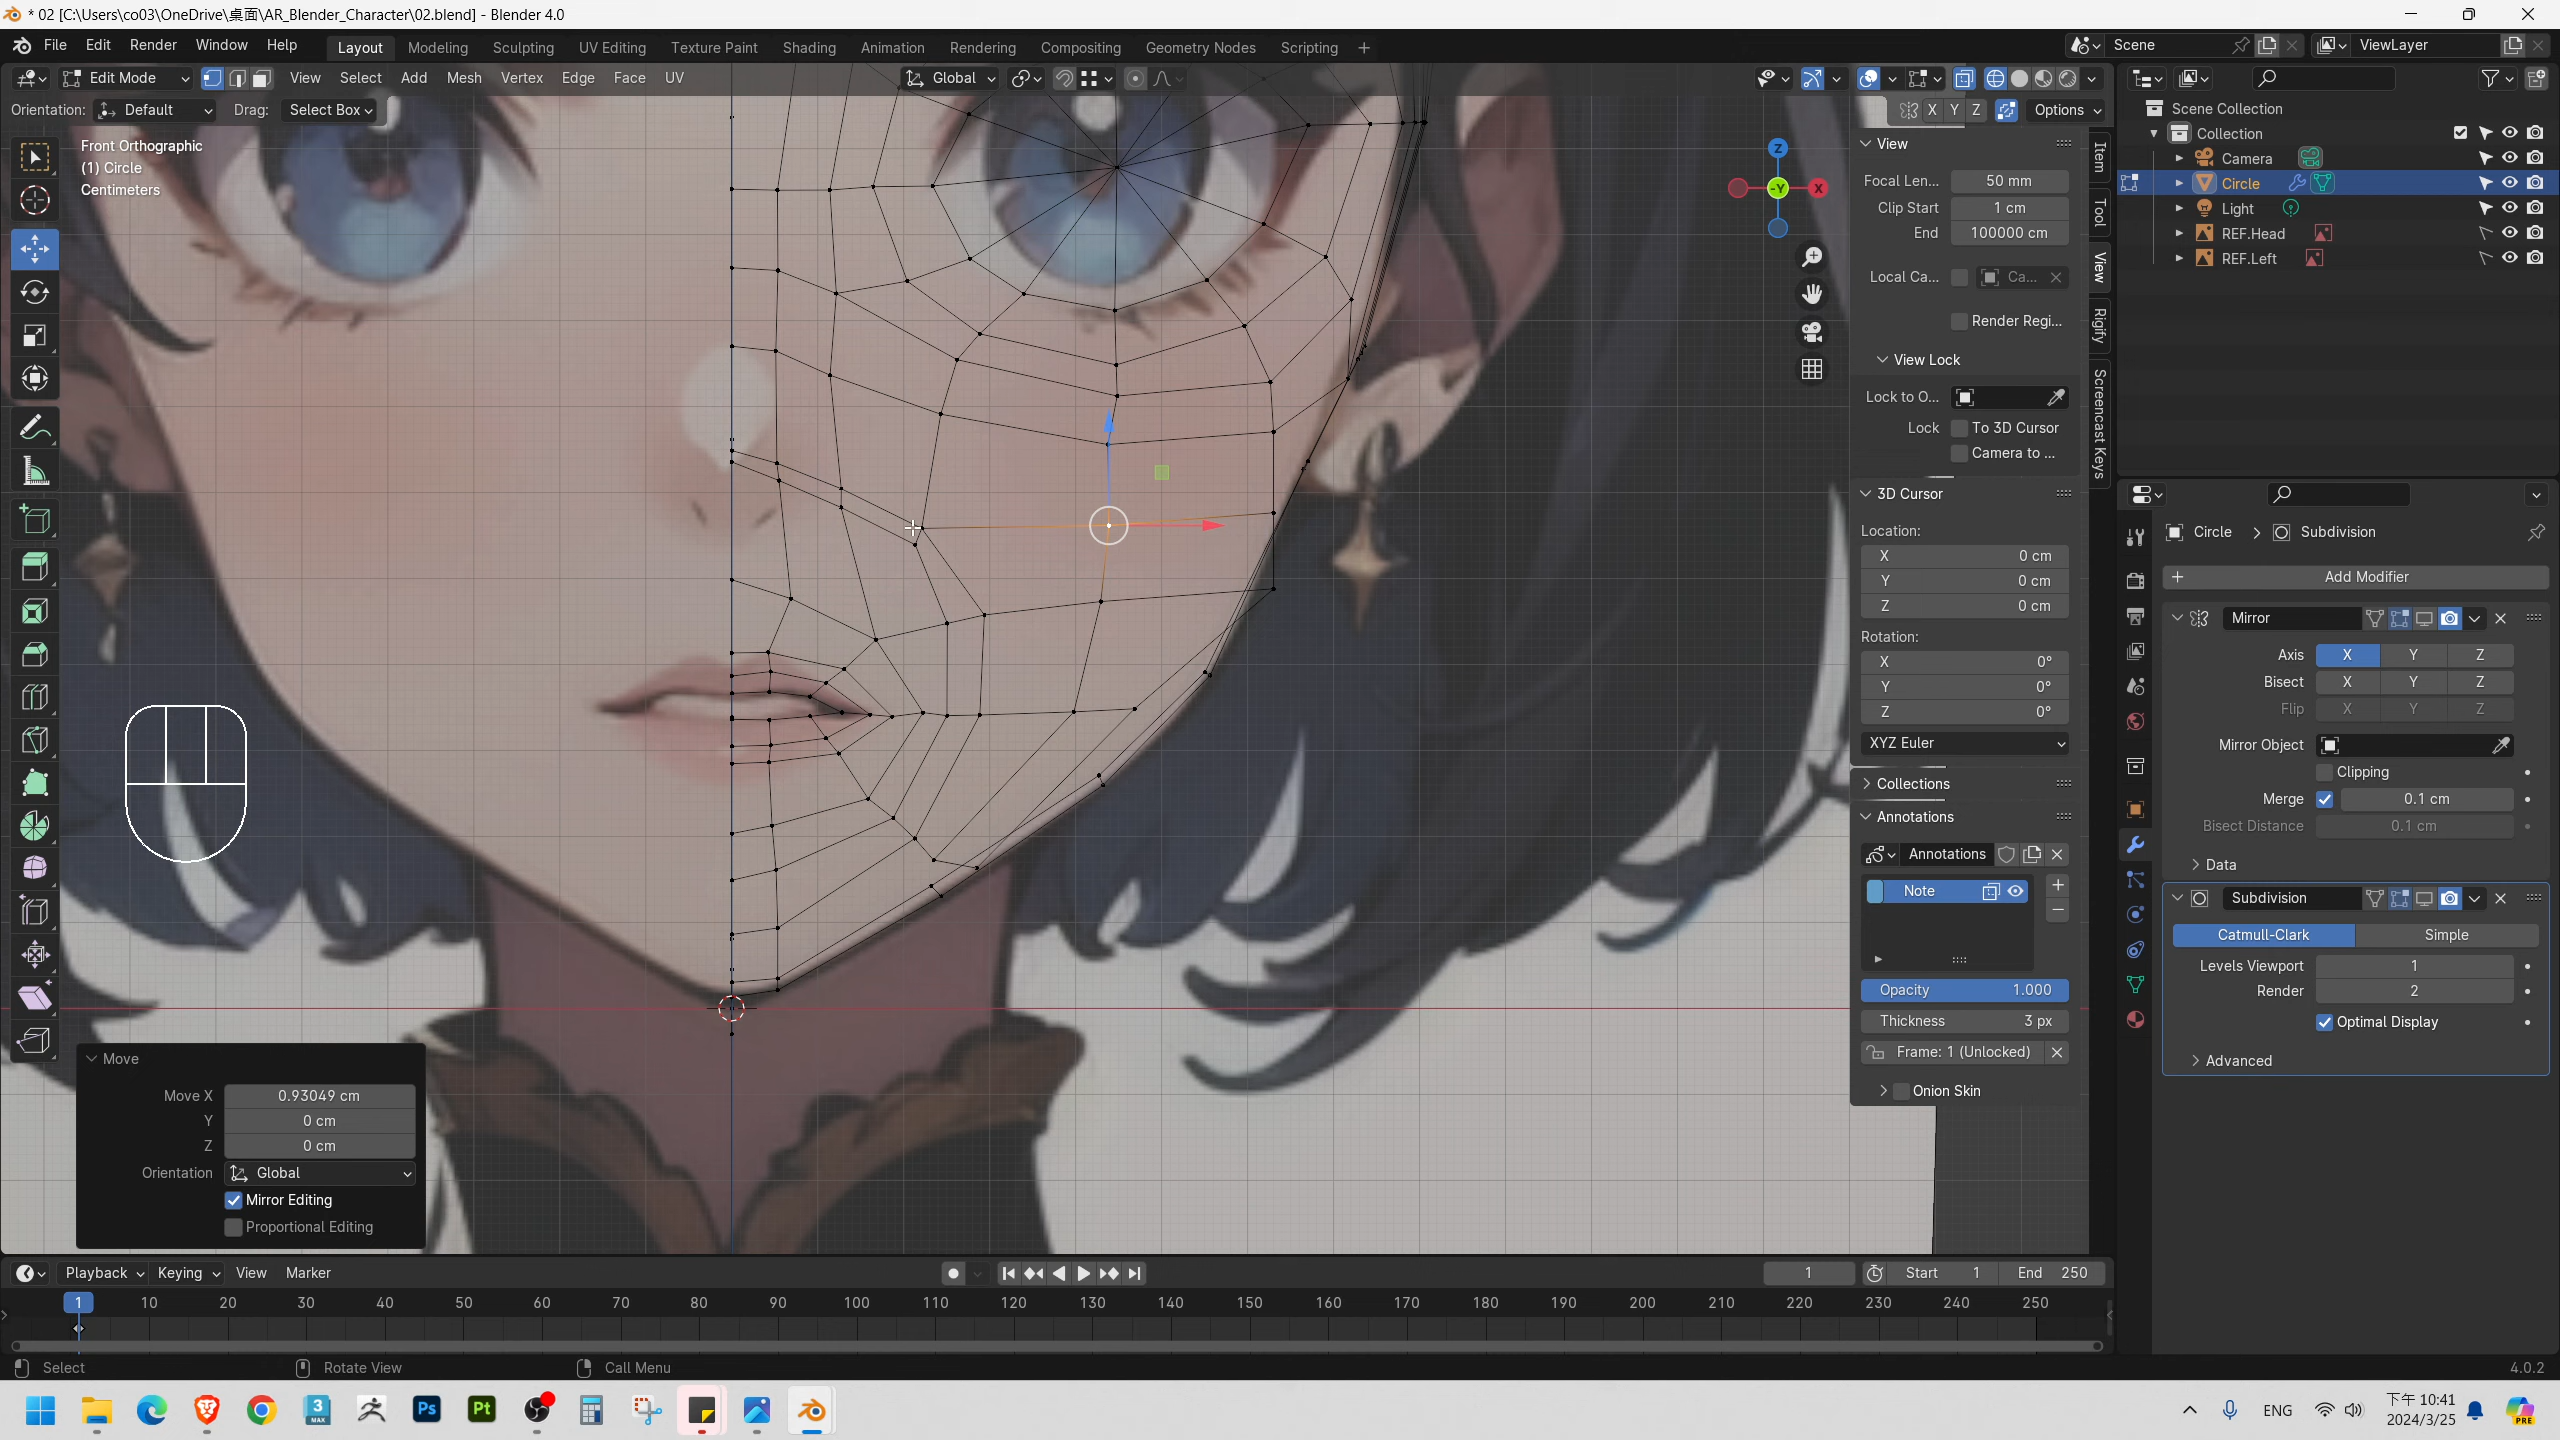 * 02 [C:\Users\co03\OneDrive\桌面\AR_Blender_Character\02.blend] - Blender 4.0
File Edit Render Window Help Layout Modeling Sculpting UV Editing Texture Paint Shading Animation Rendering Compositing Geometry Nodes Scripting + Scene ViewLayer
Edit Mode View Select Add Mesh Vertex Edge Face UV Global
Orientation: Default Drag: Select Box X Y Z Options
Front Orthographic
(1) Circle
Centimeters
Z
-Y X
View
Focal Len... 50 mm
Clip Start 1 cm
End 100000 cm
Local Ca... Ca...
Render Regi...
View Lock
Lock to O...
Lock To 3D Cursor
Camera to ...
3D Cursor
Location:
X 0 cm
Y 0 cm
Z 0 cm
Rotation:
X 0°
Y 0°
Z 0°
XYZ Euler
Collections
Annotations
Annotations
Note
Opacity 1.000
Thickness 3 px
Frame: 1 (Unlocked)
Onion Skin
Item
Tool
View
Rigify
Screencast Keys
Scene Collection
Collection
Camera
Circle
Light
REF.Head
REF.Left
Circle > Subdivision
+ Add Modifier
Mirror
Axis X Y Z
Bisect X Y Z
Flip X Y Z
Mirror Object
Clipping
Merge 0.1 cm
Bisect Distance 0.1 cm
Data
Subdivision
Catmull-Clark Simple
Levels Viewport 1
Render 2
Optimal Display
Advanced
Move
Move X 0.93049 cm
Y 0 cm
Z 0 cm
Orientation Global
Mirror Editing
Proportional Editing
Playback Keying View Marker 1 Start 1 End 250
1 10 20 30 40 50 60 70 80 90 100 110 120 130 140 150 160 170 180 190 200 210 220 230 240 250
Select Rotate View Call Menu 4.0.2
3 MAX Ps Pt ENG 下午 10:41
2024/3/25 PRE